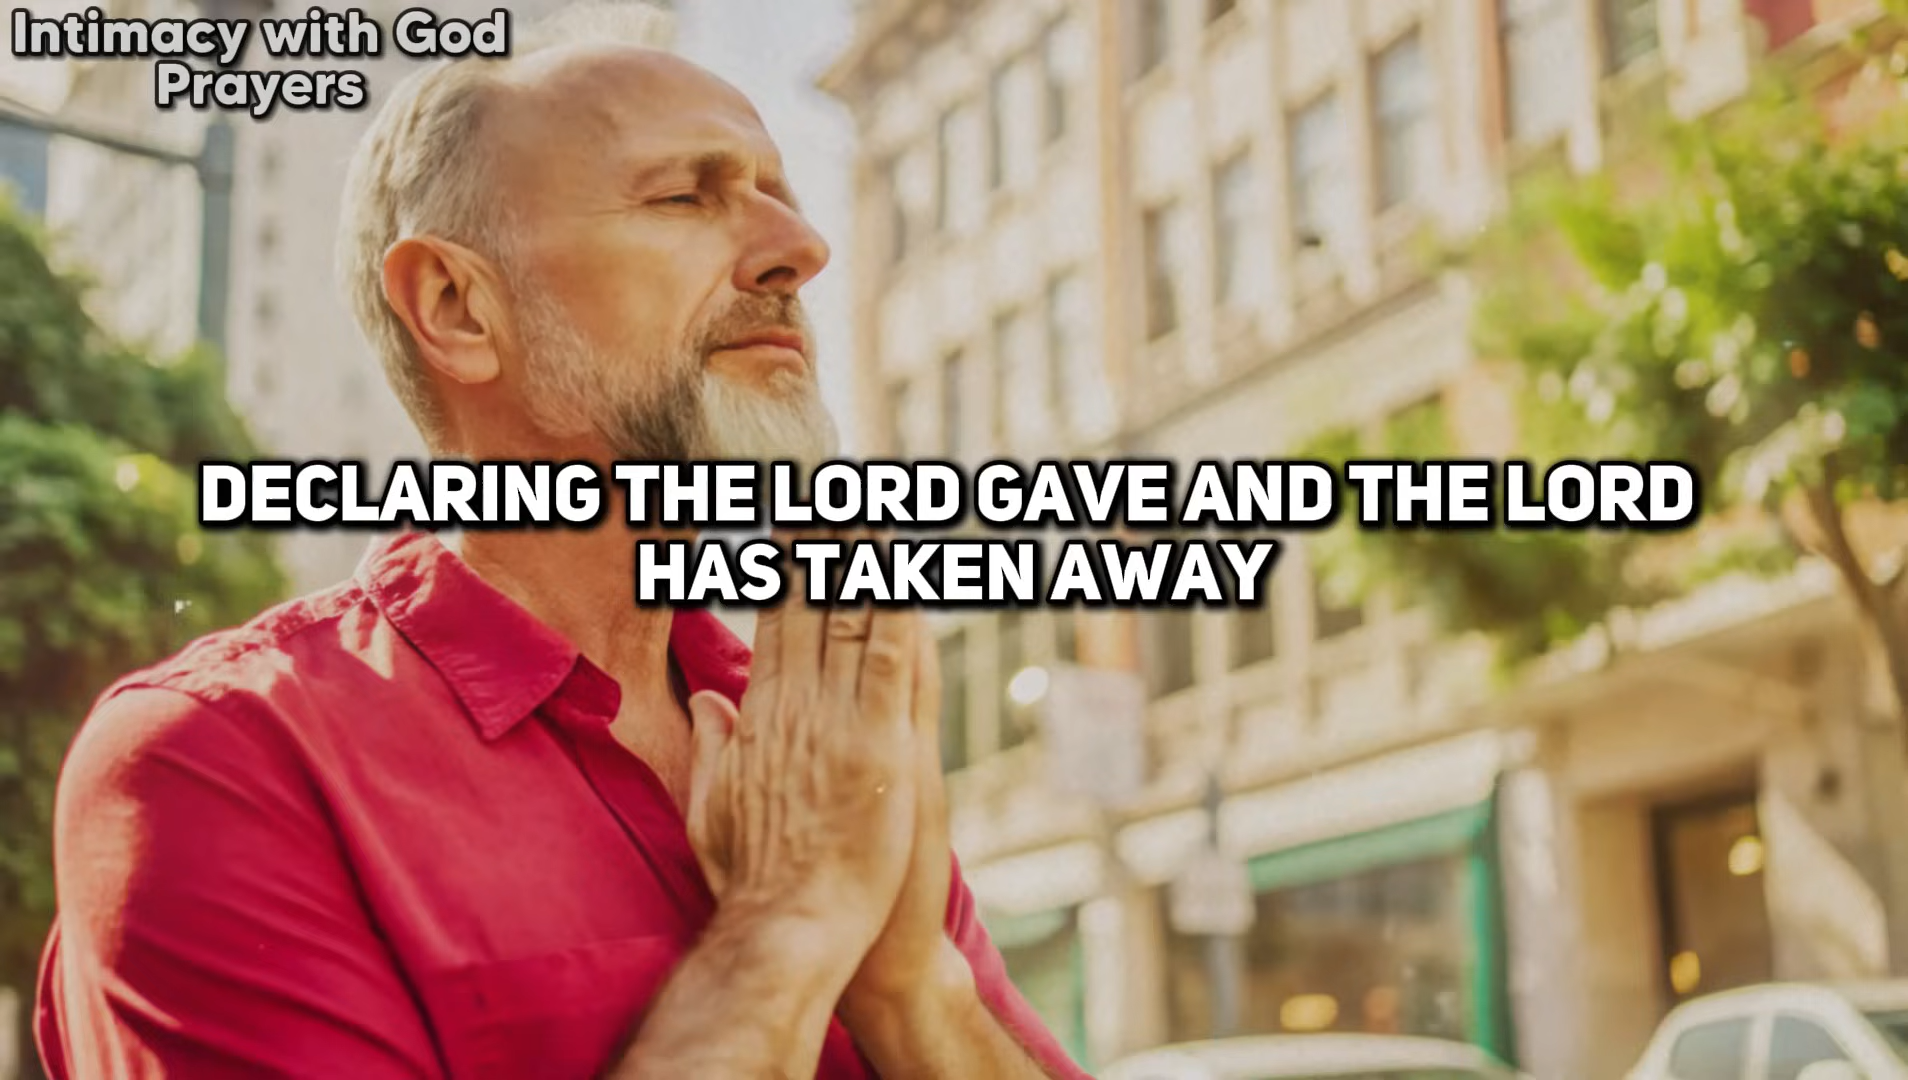 Intimacy with God
Prayers
DECLARING THE LORD GAVE AND THE LORD
HAS TAKEN AWAY